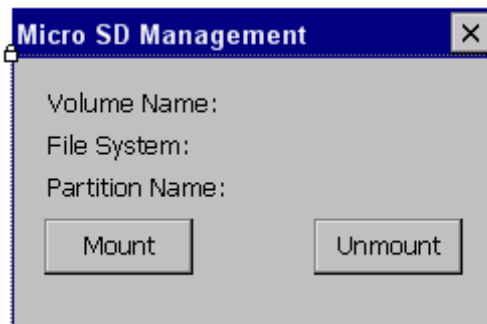 Micro SD Management
Volume Name:
File System:
Partition Name:
Mount
Unmount